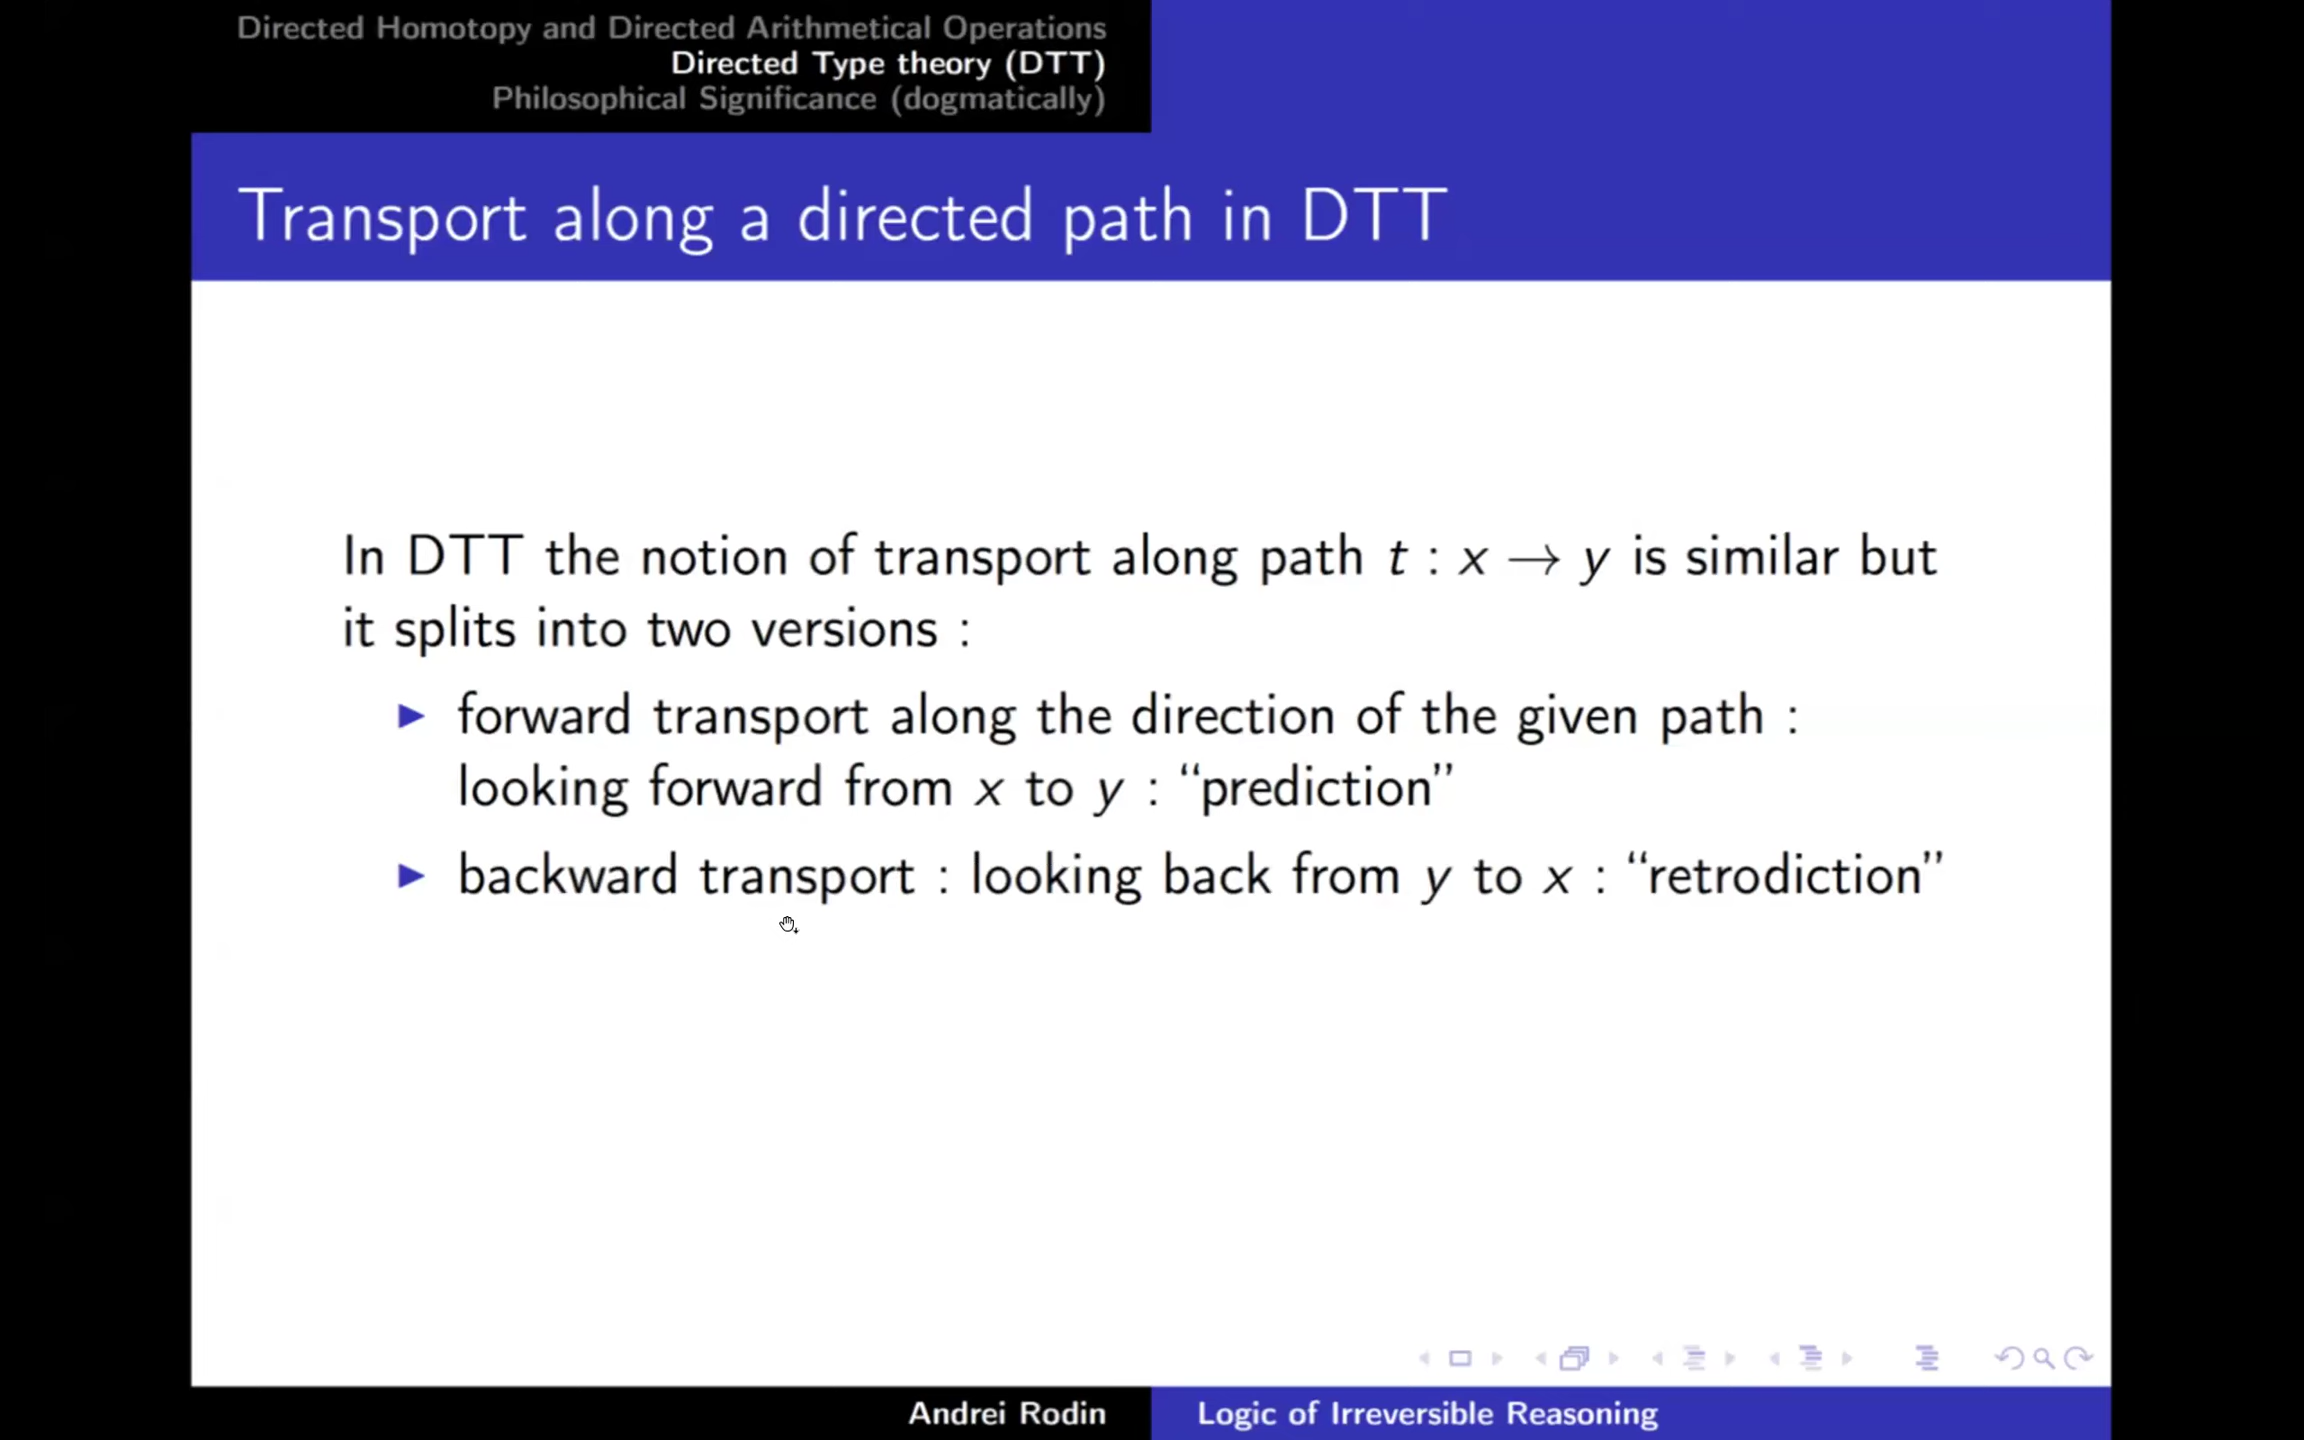 Directed Homotopy and Directed Arithmetical Operations
Directed Type theory (DTT)
Philosophical Significance (dogmatically)
Transport along a directed path in DTT
In DTT the notion of transport along path t : x → y is similar but
it splits into two versions :
▶ forward transport along the direction of the given path :
looking forward from x to y : “prediction”
▶ backward transport : looking back from y to x : “retrodiction”
Andrei Rodin
Logic of Irreversible Reasoning